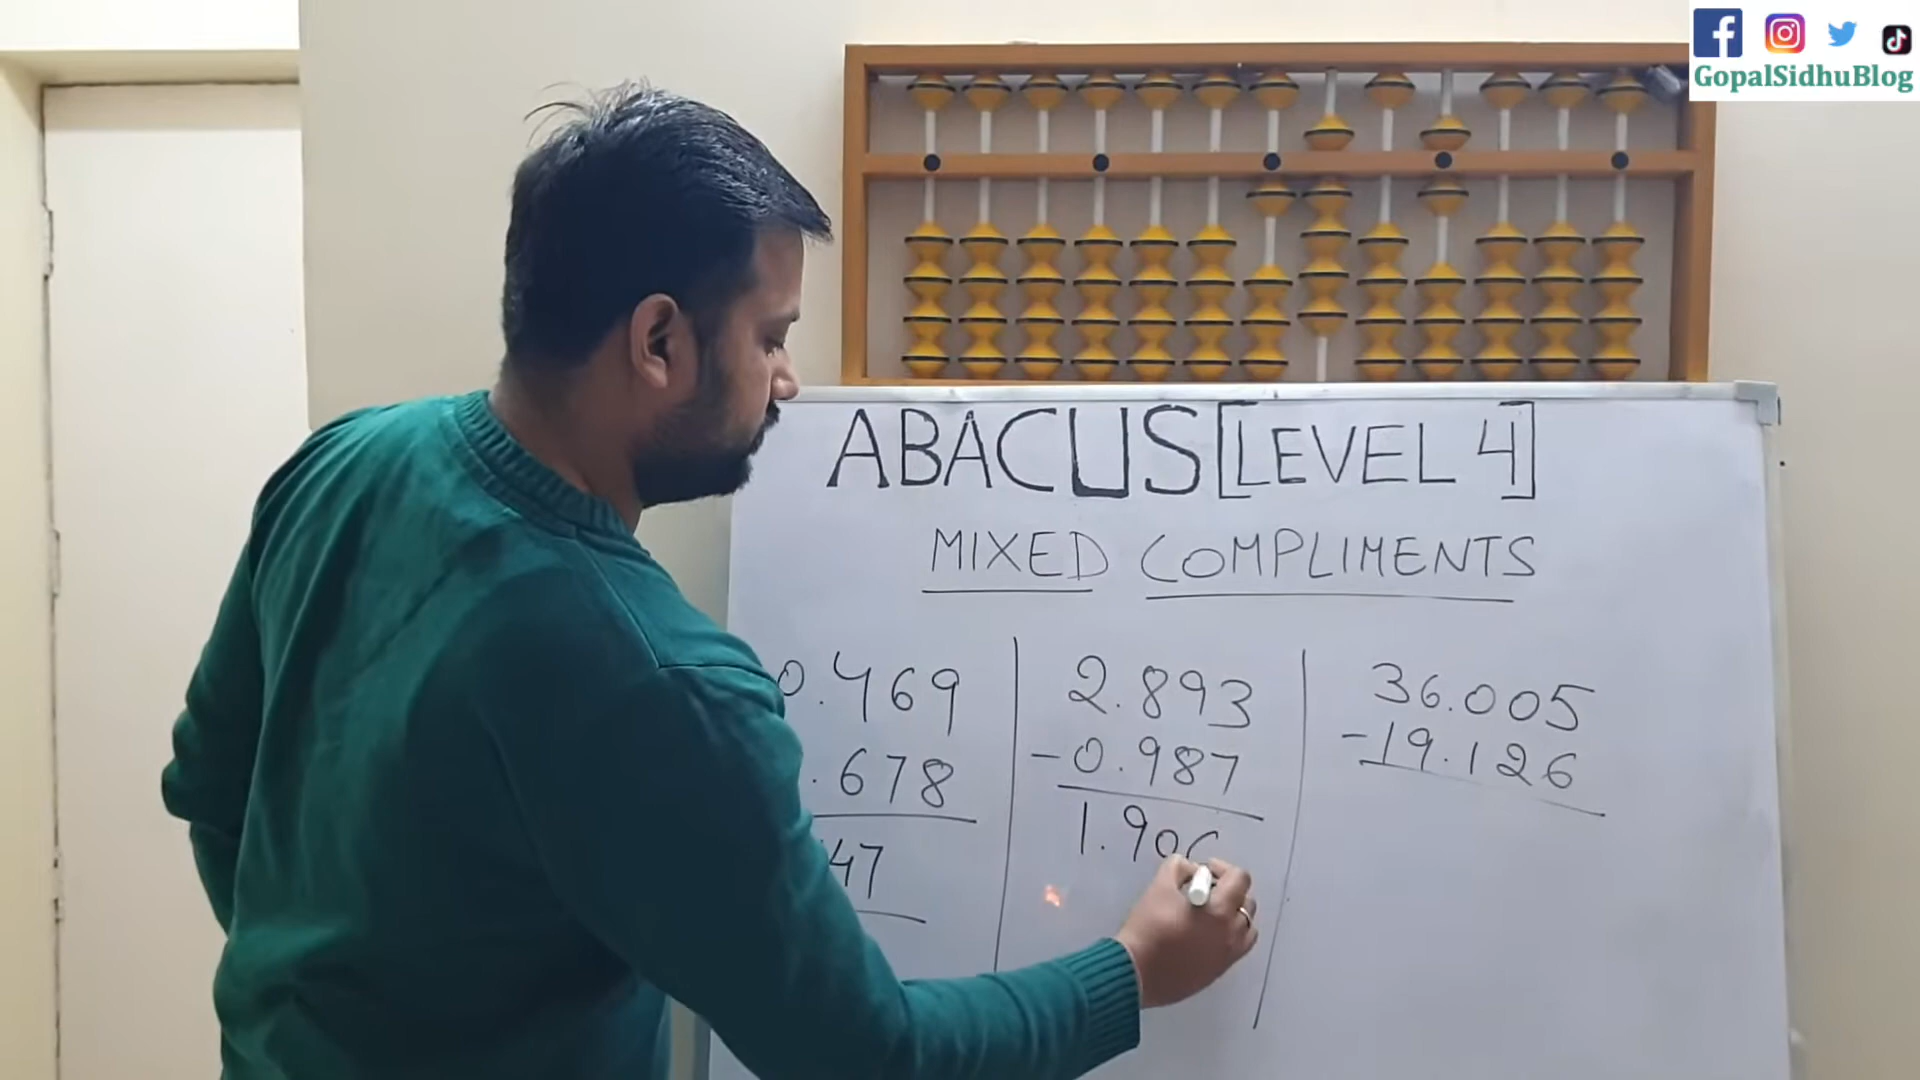 GopalSidhuBlog
ABACUS [LEVEL 4]
MIXED COMPLIMENTS
0.469
.678
47
2.893
-0.987
1.906
36.005
-19.126